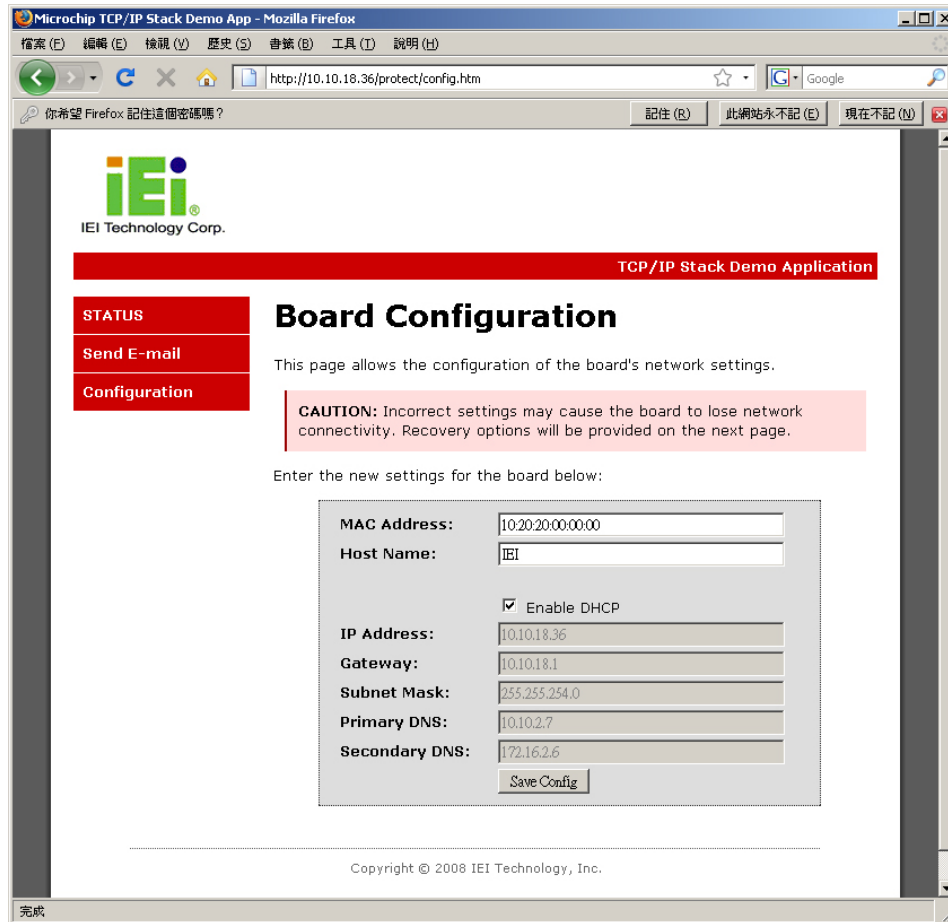 Microchip TCP/IP Stack Demo App - Mozilla Firefox
檔案(F) 編輯(E) 檢視(V) 歷史(S) 書籤(B) 工具(T) 說明(H)
http://10.10.18.36/protect/config.htm
G Google
你希望 Firefox 記住這個密碼嗎？ 記住(R) 此網站永不記(E) 現在不記(N)
iEi®
IEI Technology Corp.
TCP/IP Stack Demo Application
STATUS
Send E-mail
Configuration
Board Configuration
This page allows the configuration of the board's network settings.
CAUTION: Incorrect settings may cause the board to lose network
connectivity. Recovery options will be provided on the next page.
Enter the new settings for the board below:
MAC Address: 10:20:20:00:00:00
Host Name: IEI
Enable DHCP
IP Address: 10.10.18.36
Gateway: 10.10.18.1
Subnet Mask: 255.255.254.0
Primary DNS: 10.10.2.7
Secondary DNS: 172.16.2.6
Save Config
Copyright © 2008 IEI Technology, Inc.
完成